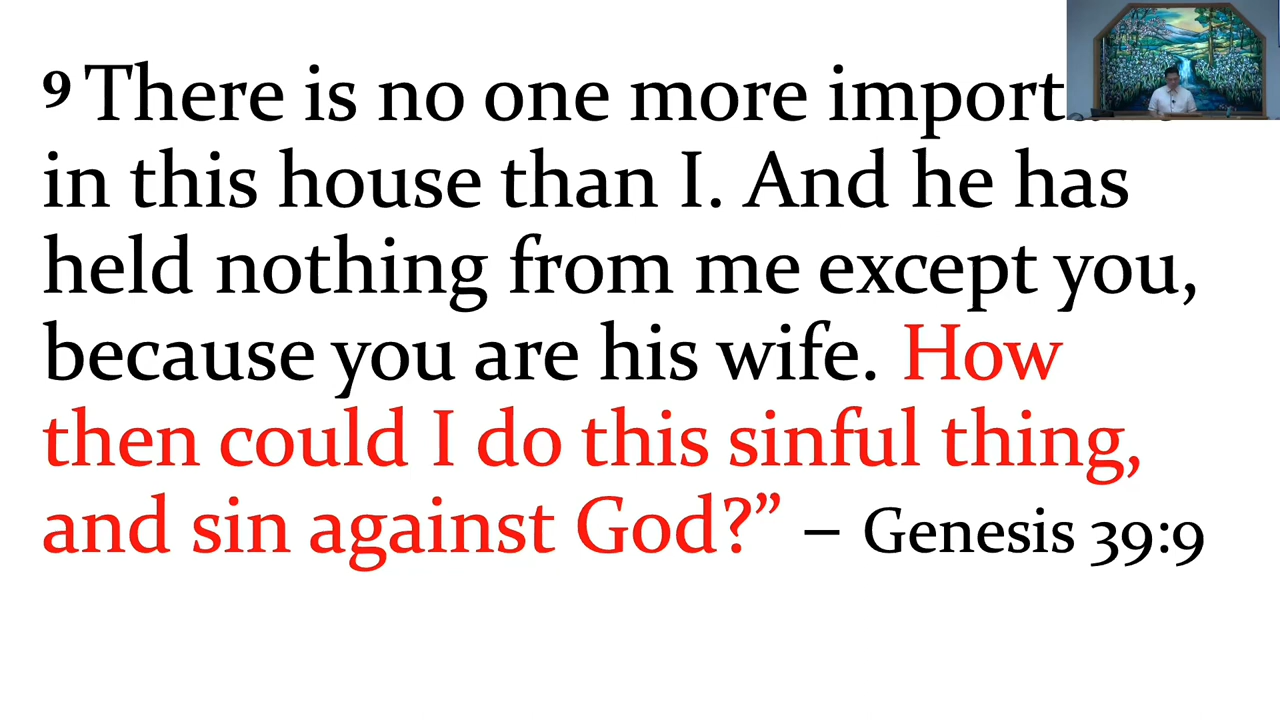 9 There is no one more import
in this house than I. And he has
held nothing from me except you,
because you are his wife. How
then could I do this sinful thing,
and sin against God?” – Genesis 39:9